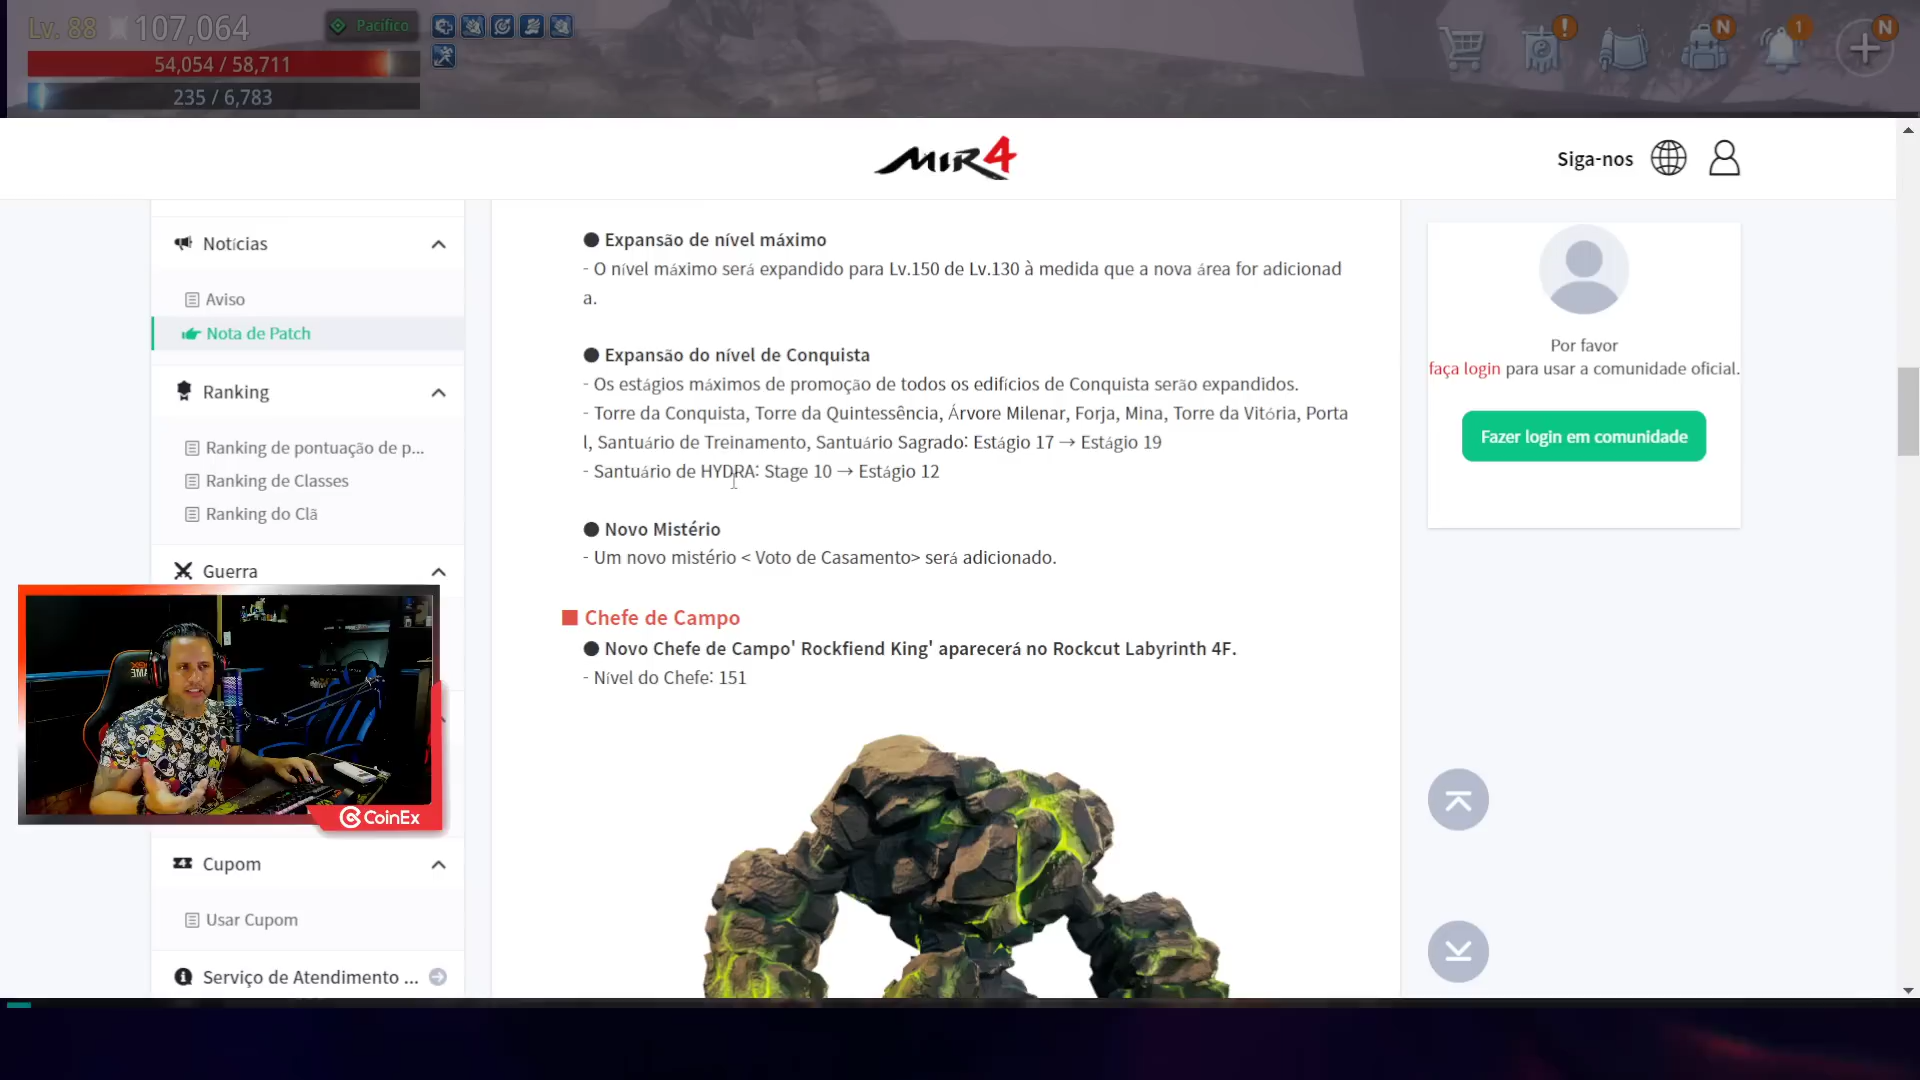 Lv. 88 107,064
Pacífico
54,054 / 58,711
235 / 6,783
N
1
N
MIR4
Siga-nos
Notícias
Aviso
Nota de Patch
Ranking
Ranking de pontuação de p...
Ranking de Classes
Ranking do Clã
Guerra
Cupom
Usar Cupom
Serviço de Atendimento ...
● Expansão de nível máximo
- O nível máximo será expandido para Lv.150 de Lv.130 à medida que a nova área for adicionad
a.
● Expansão do nível de Conquista
- Os estágios máximos de promoção de todos os edifícios de Conquista serão expandidos.
- Torre da Conquista, Torre da Quintessência, Árvore Milenar, Forja, Mina, Torre da Vitória, Porta
l, Santuário de Treinamento, Santuário Sagrado: Estágio 17 → Estágio 19
- Santuário de HYDRA: Stage 10 → Estágio 12
● Novo Mistério
- Um novo mistério < Voto de Casamento> será adicionado.
■ Chefe de Campo
● Novo Chefe de Campo' Rockfiend King' aparecerá no Rockcut Labyrinth 4F.
- Nível do Chefe: 151
Por favor
faça login para usar a comunidade oficial.
Fazer login em comunidade
CoinEx